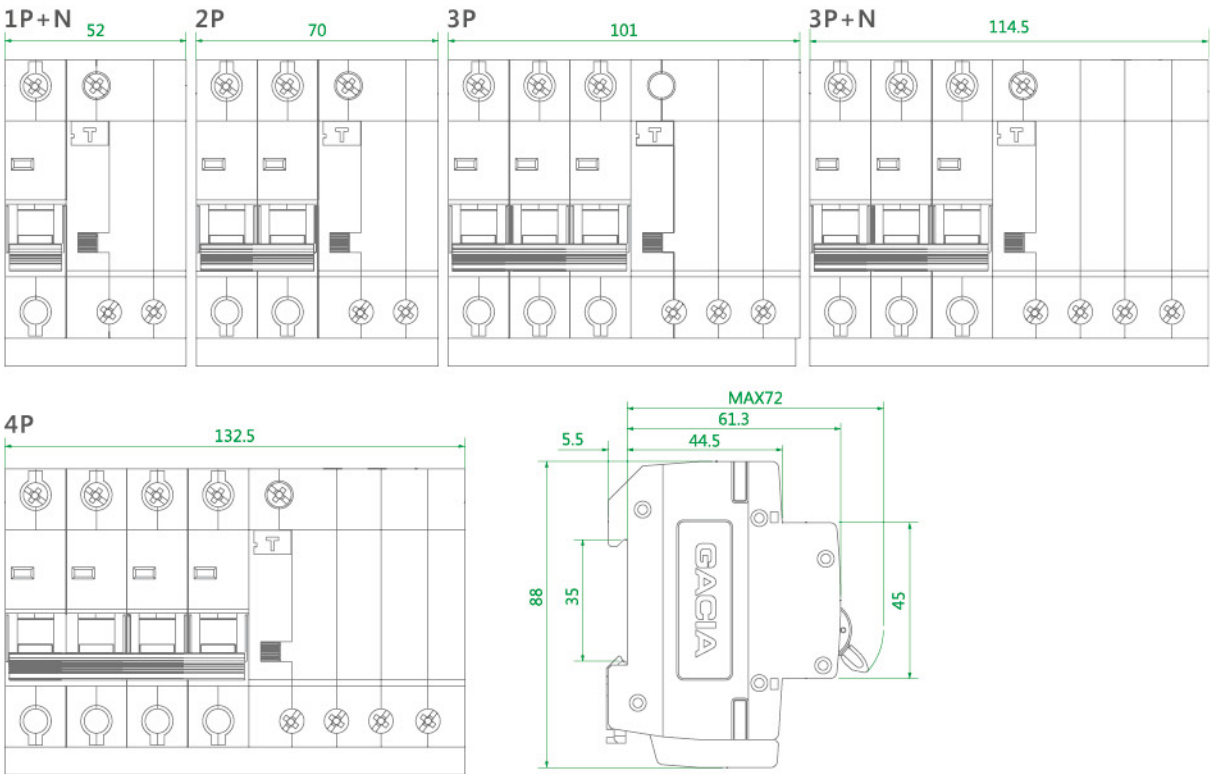 1P+N
52
2P
70
3P
101
3P+N
114.5
T
T
T
T
4P
132.5
T
MAX72
61.3
5.5
44.5
88
35
GACIA
45